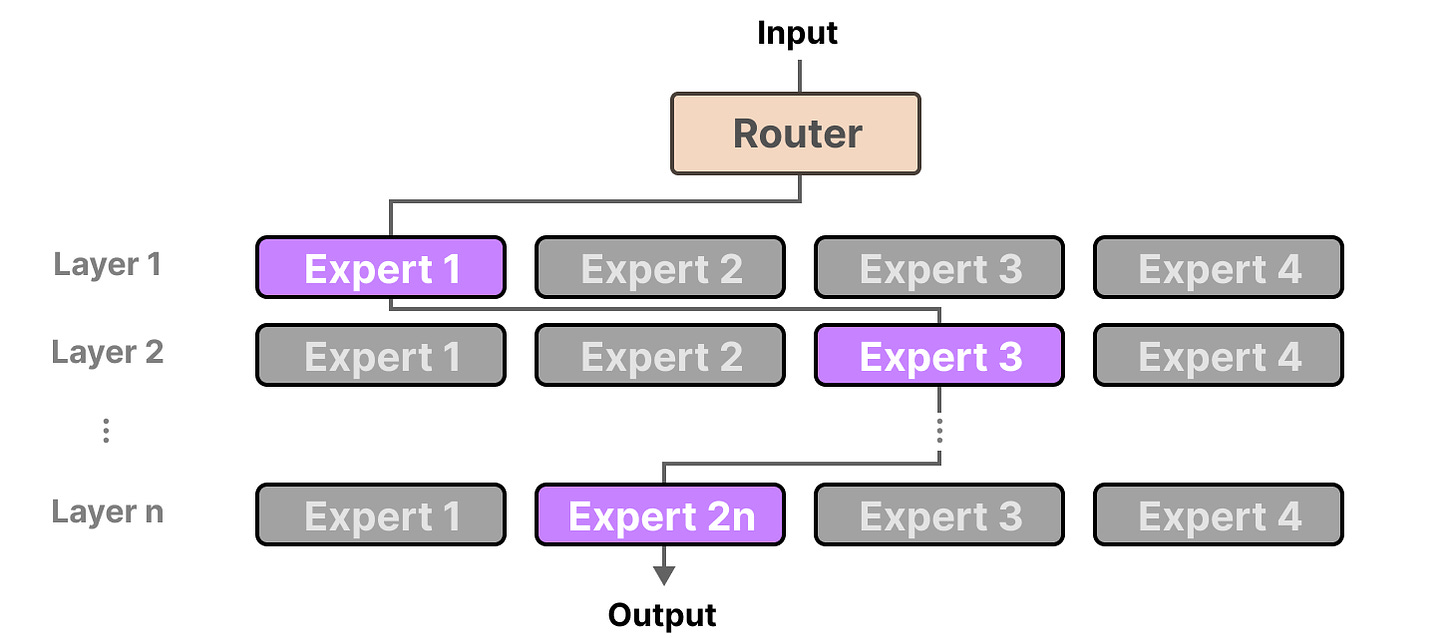 Input
Router
Layer 1 Expert 1 Expert 2 Expert 3 Expert 4
Layer 2 Expert 1 Expert 2 Expert 3 Expert 4
Layer n Expert 1 Expert 2n Expert 3 Expert 4
Output